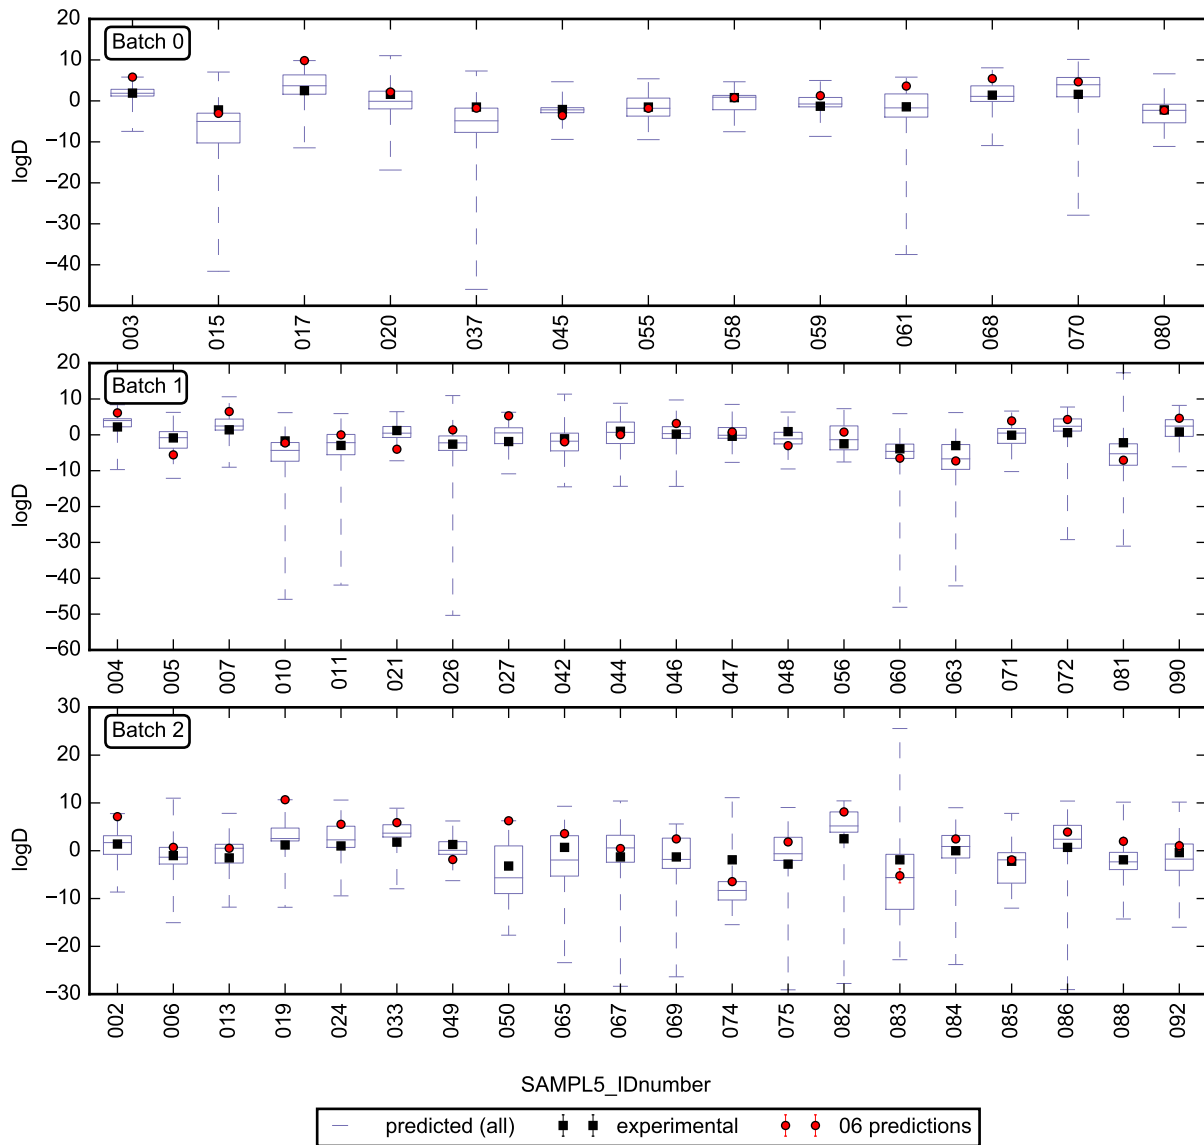 20
Batch 0
10
0
−10
−20
−30
−40
−50
logD
003 015 017 020 037 045 055 058 059 061 068 070 080
20
Batch 1
10
0
−10
−20
−30
−40
−50
−60
logD
004 005 007 010 011 021 026 027 042 044 046 047 048 056 060 063 071 072 081 090
30
Batch 2
20
10
0
−10
−20
−30
logD
002 006 013 019 024 033 049 050 065 067 069 074 075 082 083 084 085 086 088 092
SAMPL5_IDnumber
predicted (all) experimental 06 predictions